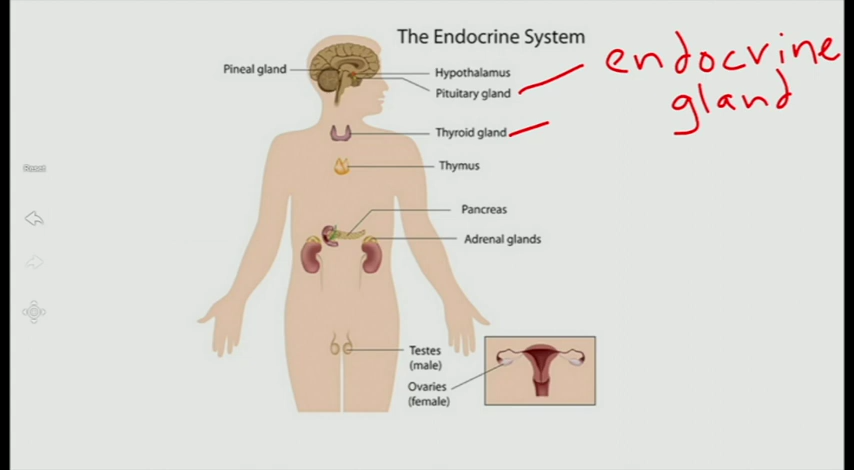 The Endocrine System
endocrine
gland
Pineal gland
Hypothalamus
Pituitary gland
Thyroid gland
Thymus
Pancreas
Adrenal glands
Testes
(male)
Ovaries
(female)
Reset